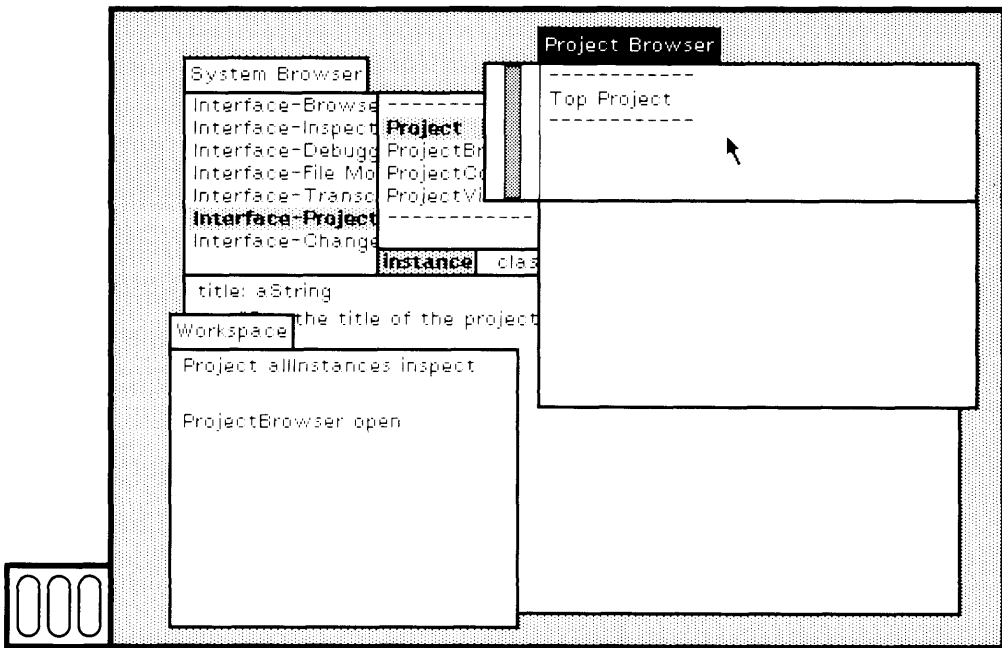 Project Browser
------------
Top Project
------------
System Browser
Interface-Browse
Interface-Inspect
Interface-Debugg
Interface-File Mo
Interface-Transc
Interface-Project
Interface-Change
------------
Project
ProjectBr
ProjectCo
ProjectVi
------------
instance clas
title: aString
the title of the project
Workspace
Project allInstances inspect
ProjectBrowser open